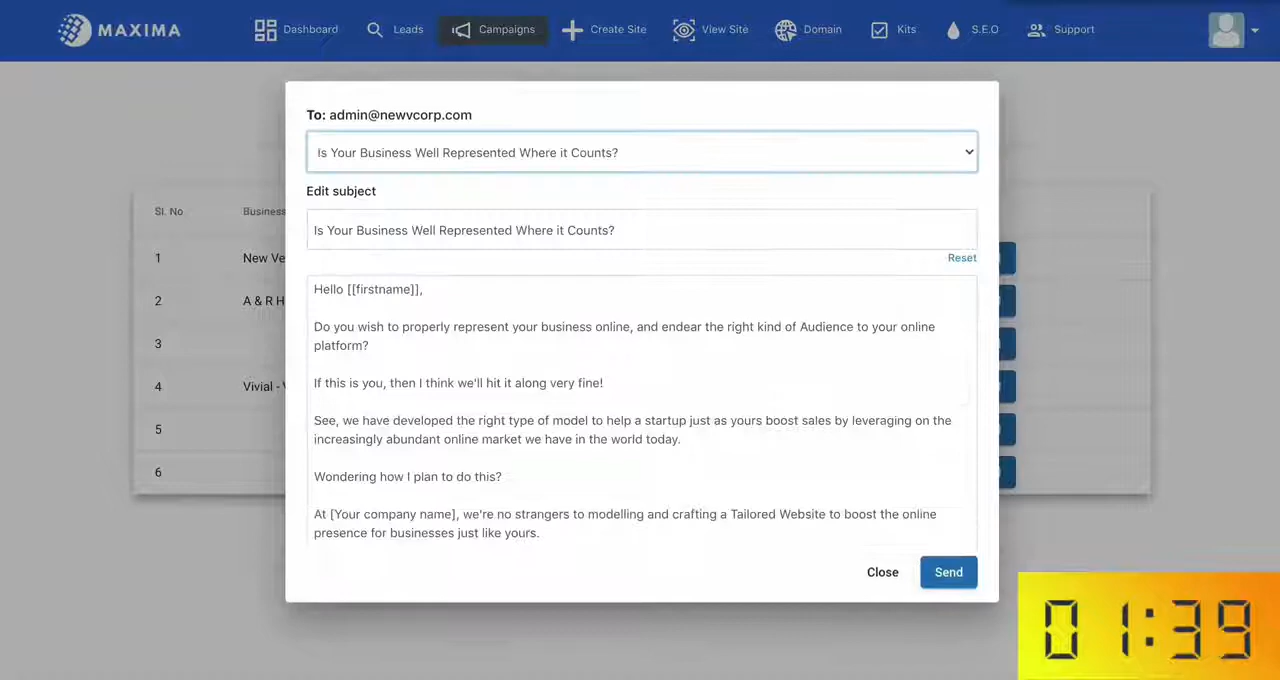 MAXIMA
Dashboard
Leads
Campaigns
Create Site
View Site
Domain
Kits
S.E.O
Support
To: admin@newvcorp.com
Is Your Business Well Represented Where it Counts?
Edit subject
Is Your Business Well Represented Where it Counts?
Reset
Hello [[firstname]],
Do you wish to properly represent your business online, and endear the right kind of Audience to your online
platform?
If this is you, then I think we'll hit it along very fine!
See, we have developed the right type of model to help a startup just as yours boost sales by leveraging on the
increasingly abundant online market we have in the world today.
Wondering how I plan to do this?
At [Your company name], we're no strangers to modelling and crafting a Tailored Website to boost the online
presence for businesses just like yours.
Close
Send
Sl. No
Business
1
New Ve
2
A & R H
3
4
Vivial -
5
6
01:39